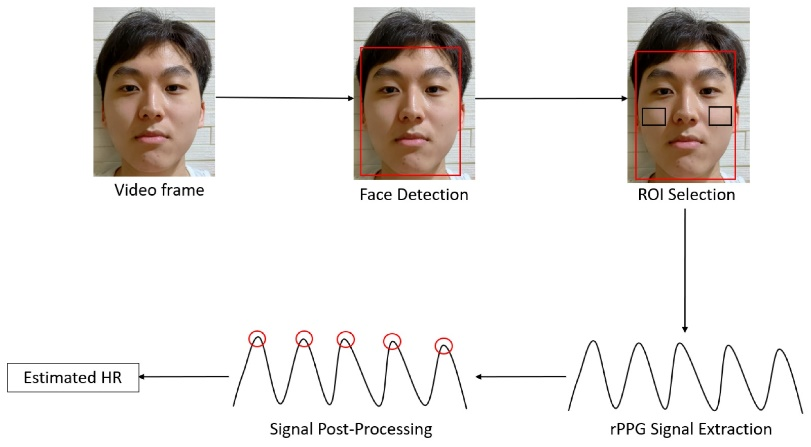 Video frame
Face Detection
ROI Selection
Estimated HR
Signal Post-Processing
rPPG Signal Extraction